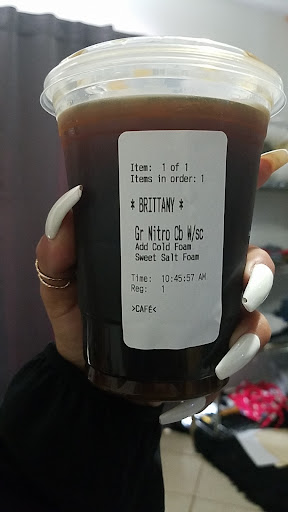 Item: 1 of 1
Items in order: 1
* BRITTANY *
Gr Nitro Cb W/sc
Add Cold Foam
Sweet Salt Foam
Time: 10:45:57 AM
Reg: 1
>CAFÉ<